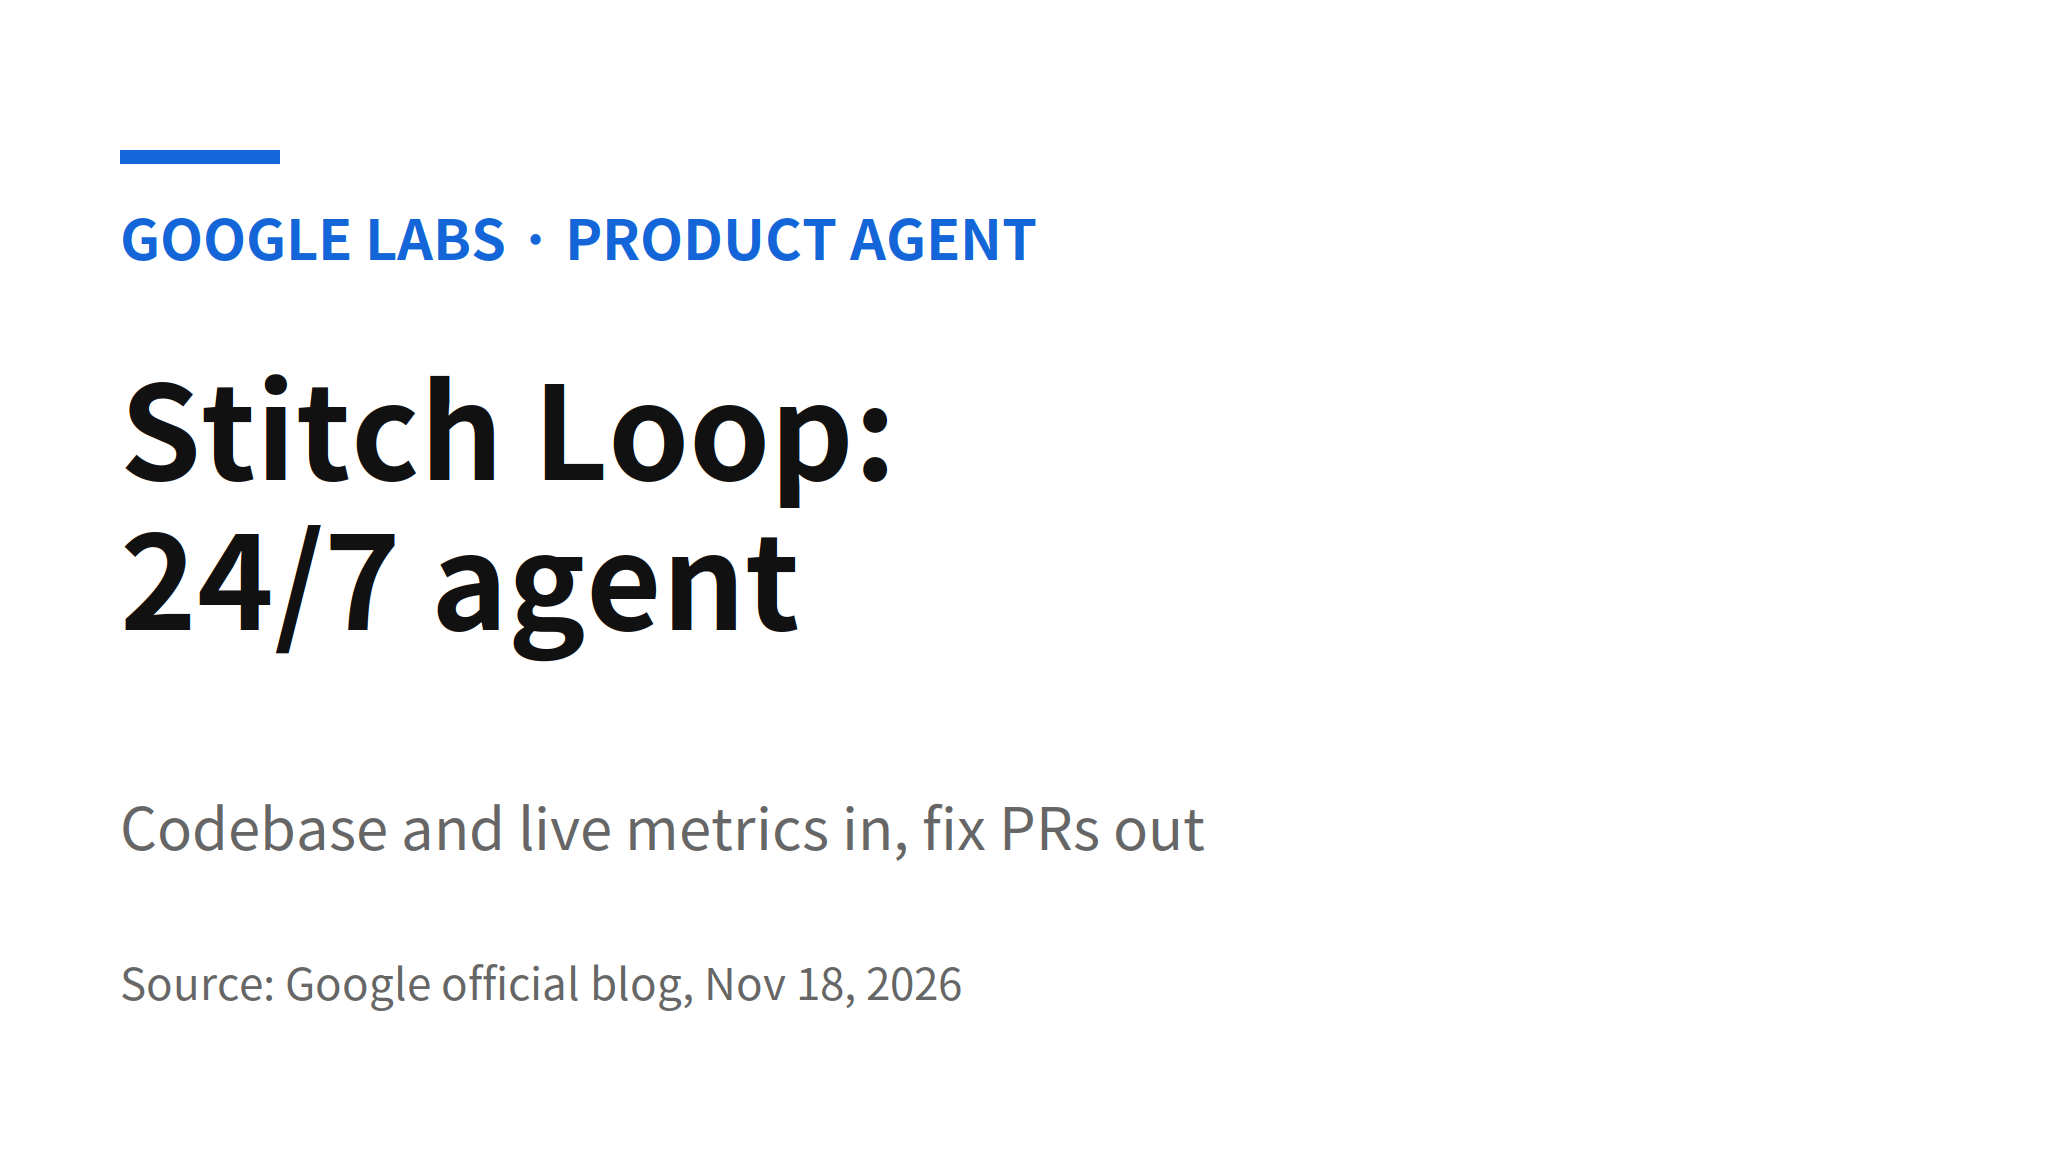 GOOGLE LABS · PRODUCT AGENT
Stitch Loop:
24/7 agent
Codebase and live metrics in, fix PRs out
Source: Google official blog, Nov 18, 2026